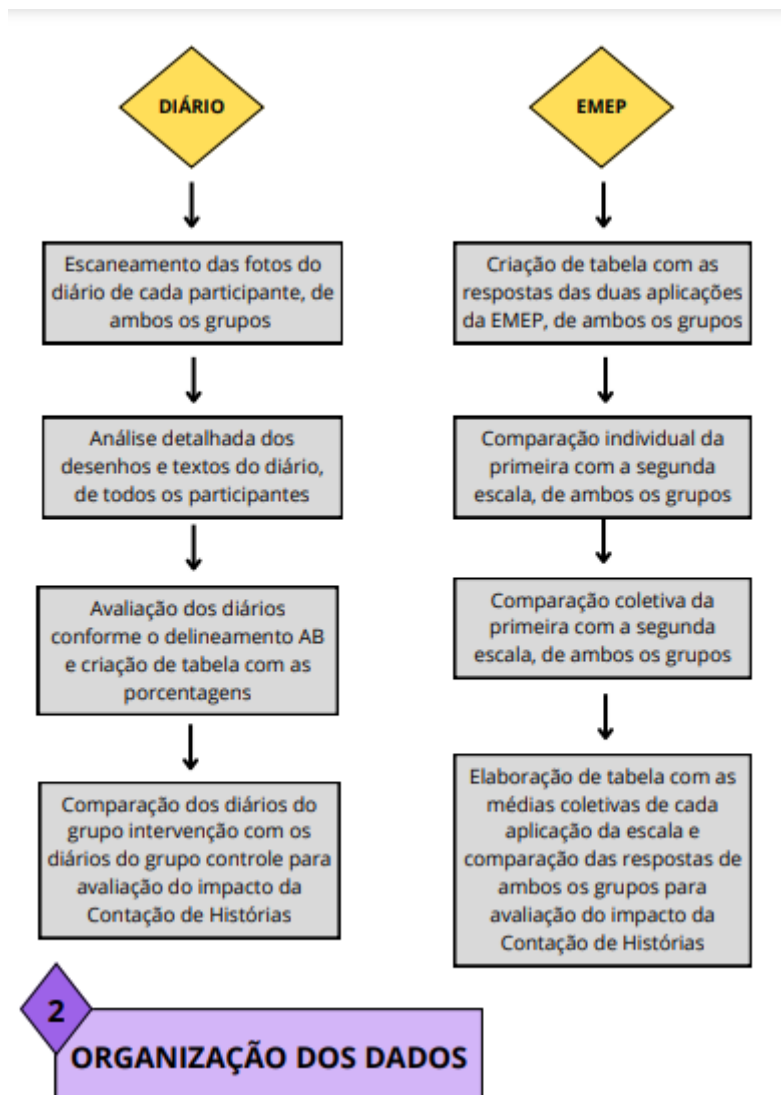 DIÁRIO
Escaneamento das fotos do
diário de cada participante, de
ambos os grupos
Análise detalhada dos
desenhos e textos do diário,
de todos os participantes
Avaliação dos diários
conforme o delineamento AB
e criação de tabela com as
porcentagens
Comparação dos diários do
grupo intervenção com os
diários do grupo controle para
avaliação do impacto da
Contação de Histórias
EMEP
Criação de tabela com as
respostas das duas aplicações
da EMEP, de ambos os grupos
Comparação individual da
primeira com a segunda
escala, de ambos os grupos
Comparação coletiva da
primeira com a segunda
escala, de ambos os grupos
Elaboração de tabela com as
médias coletivas de cada
aplicação da escala e
comparação das respostas de
ambos os grupos para
avaliação do impacto da
Contação de Histórias
2
ORGANIZAÇÃO DOS DADOS